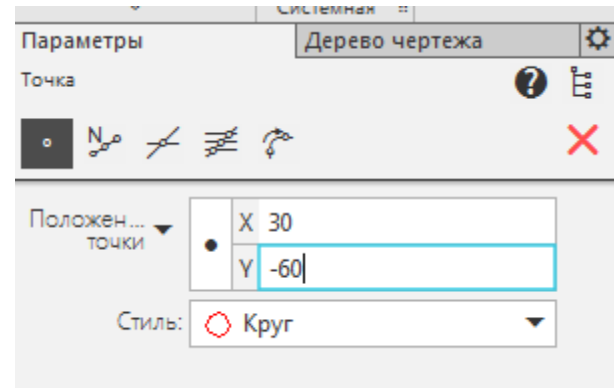 Системная
Параметры
Дерево чертежа
Точка
N
Положен...
точки
X 30
Y -60
Стиль: Круг